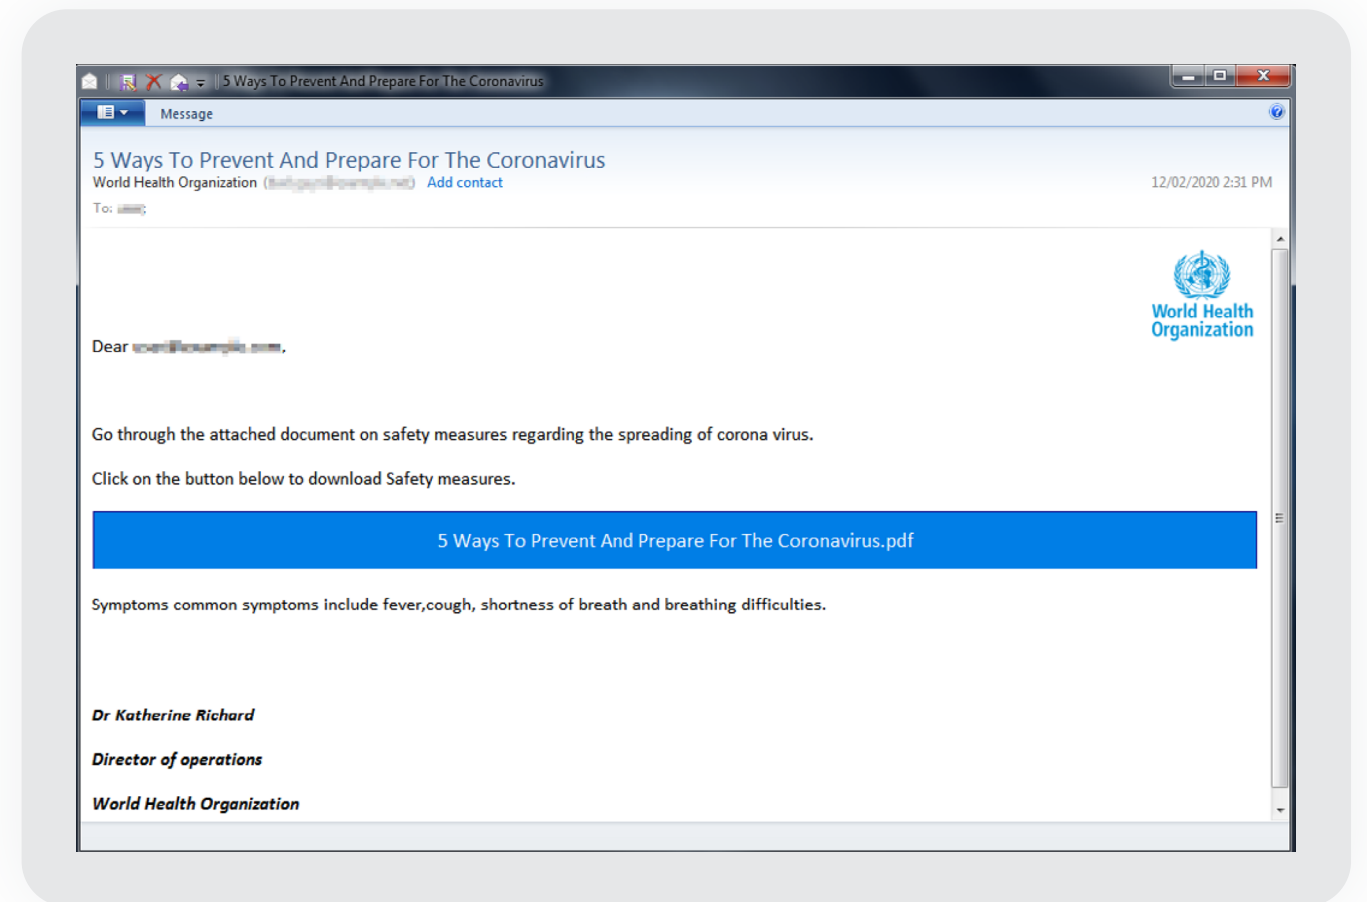 5 Ways To Prevent And Prepare For The Coronavirus
Message
5 Ways To Prevent And Prepare For The Coronavirus
World Health Organization Add contact
12/02/2020 2:31 PM
To:
World Health
Organization
Dear
Go through the attached document on safety measures regarding the spreading of corona virus.
Click on the button below to download Safety measures.
5 Ways To Prevent And Prepare For The Coronavirus.pdf
Symptoms common symptoms include fever,cough, shortness of breath and breathing difficulties.
Dr Katherine Richard
Director of operations
World Health Organization